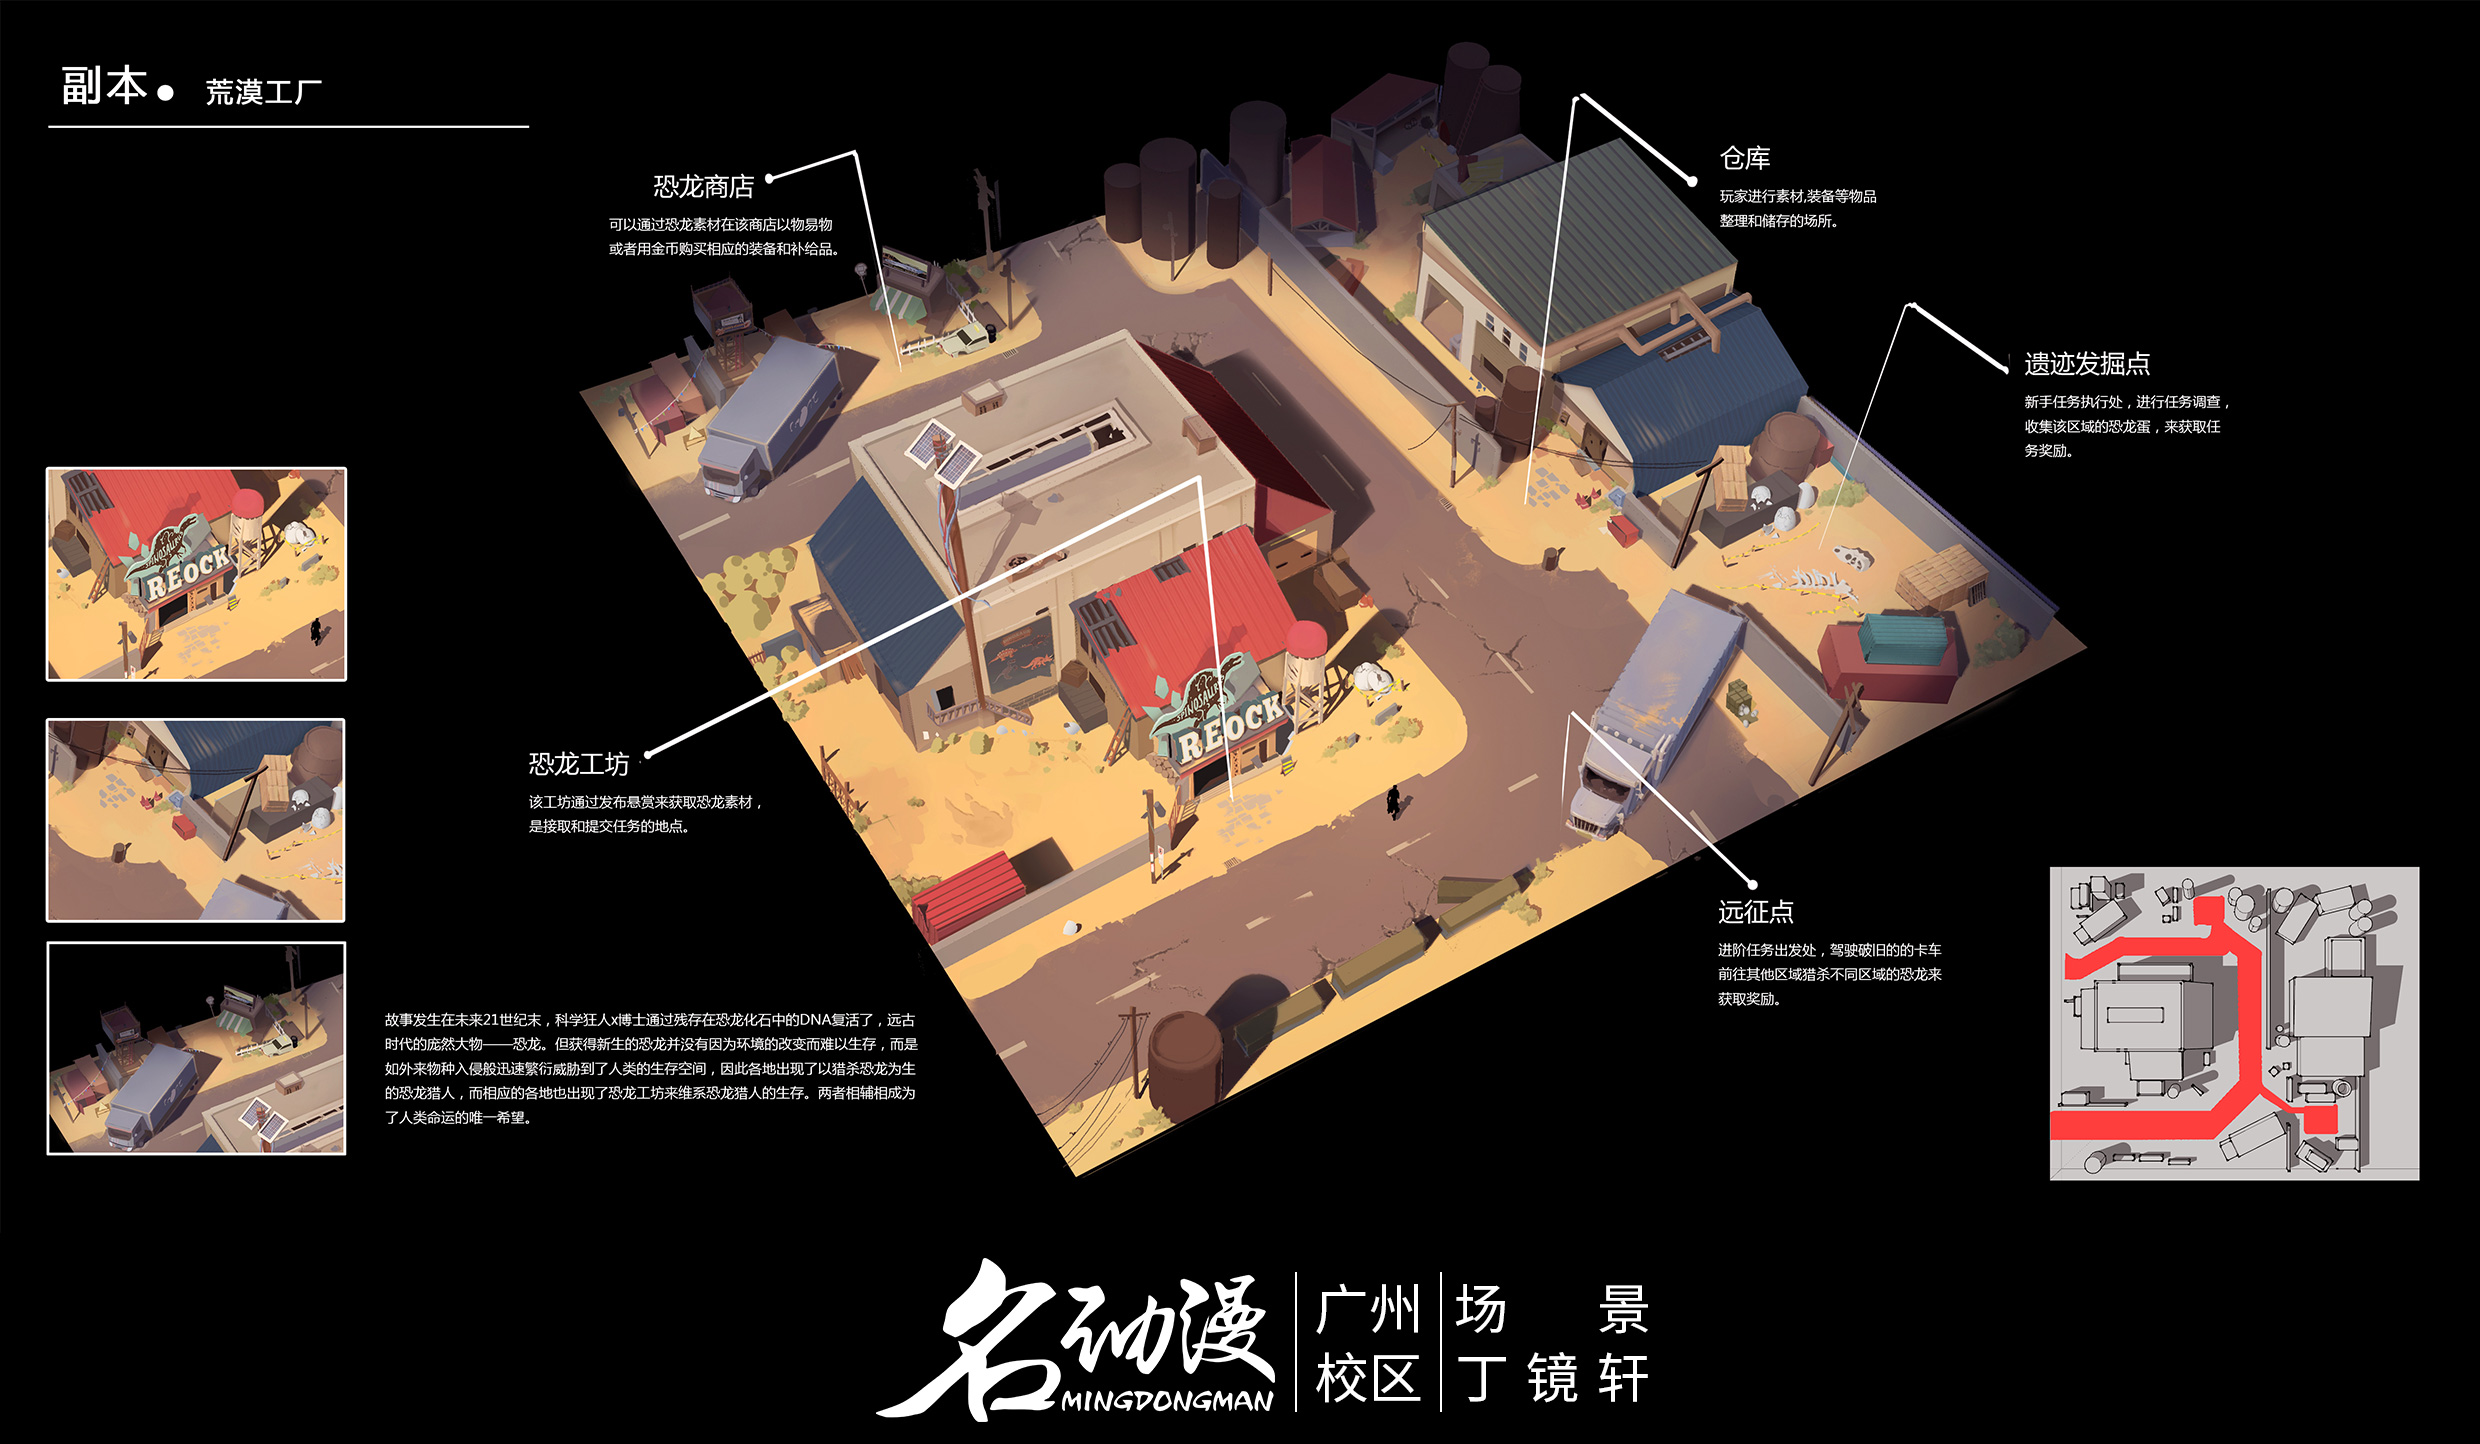 副本● 荒漠工厂
恐龙商店
可以通过恐龙素材在该商店以物易物
或者用金币购买相应的装备和补给品。
仓库
玩家进行素材,装备等物品
整理和储存的场所。
遗迹发掘点
新手任务执行处，进行任务调查，
收集该区域的恐龙蛋，来获取任
务奖励。
SPINOSAURS
REOCK
SPINOSAURS
REOCK
恐龙工坊
该工坊通过发布悬赏来获取恐龙素材，
是接取和提交任务的地点。
远征点
进阶任务出发处，驾驶破旧的的卡车
前往其他区域猎杀不同区域的恐龙来
获取奖励。
故事发生在未来21世纪末，科学狂人x博士通过残存在恐龙化石中的DNA复活了，远古
时代的庞然大物——恐龙。但获得新生的恐龙并没有因为环境的改变而难以生存，而是
如外来物种入侵般迅速繁衍威胁到了人类的生存空间，因此各地出现了以猎杀恐龙为生
的恐龙猎人，而相应的各地也出现了恐龙工坊来维系恐龙猎人的生存。两者相辅相成为
了人类命运的唯一希望。
名动漫
MINGDONGMAN
广州
校区
场景
丁镜轩